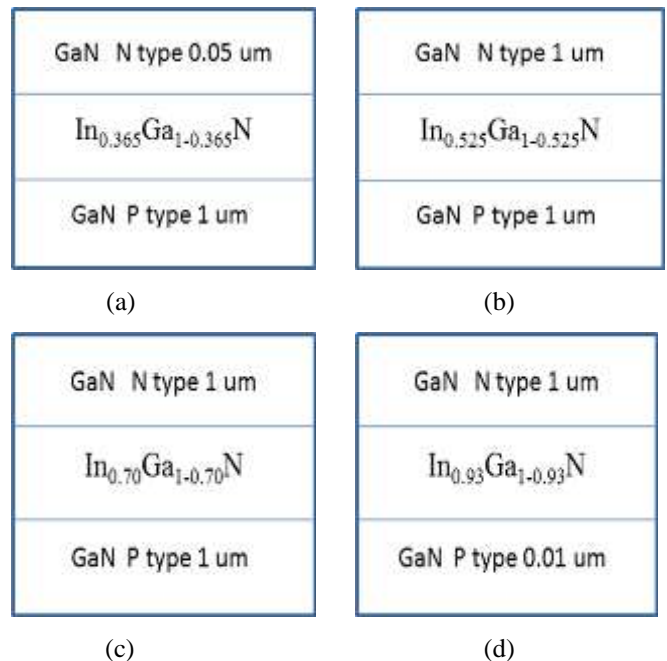 GaN N type 0.05 um
In₀.₃₆₅Ga₁₋₀.₃₆₅N
GaN P type 1 um
(a)
GaN N type 1 um
In₀.₅₂₅Ga₁₋₀.₅₂₅N
GaN P type 1 um
(b)
GaN N type 1 um
In₀.₇₀Ga₁₋₀.₇₀N
GaN P type 1 um
(c)
GaN N type 1 um
In₀.₉₃Ga₁₋₀.₉₃N
GaN P type 0.01 um
(d)